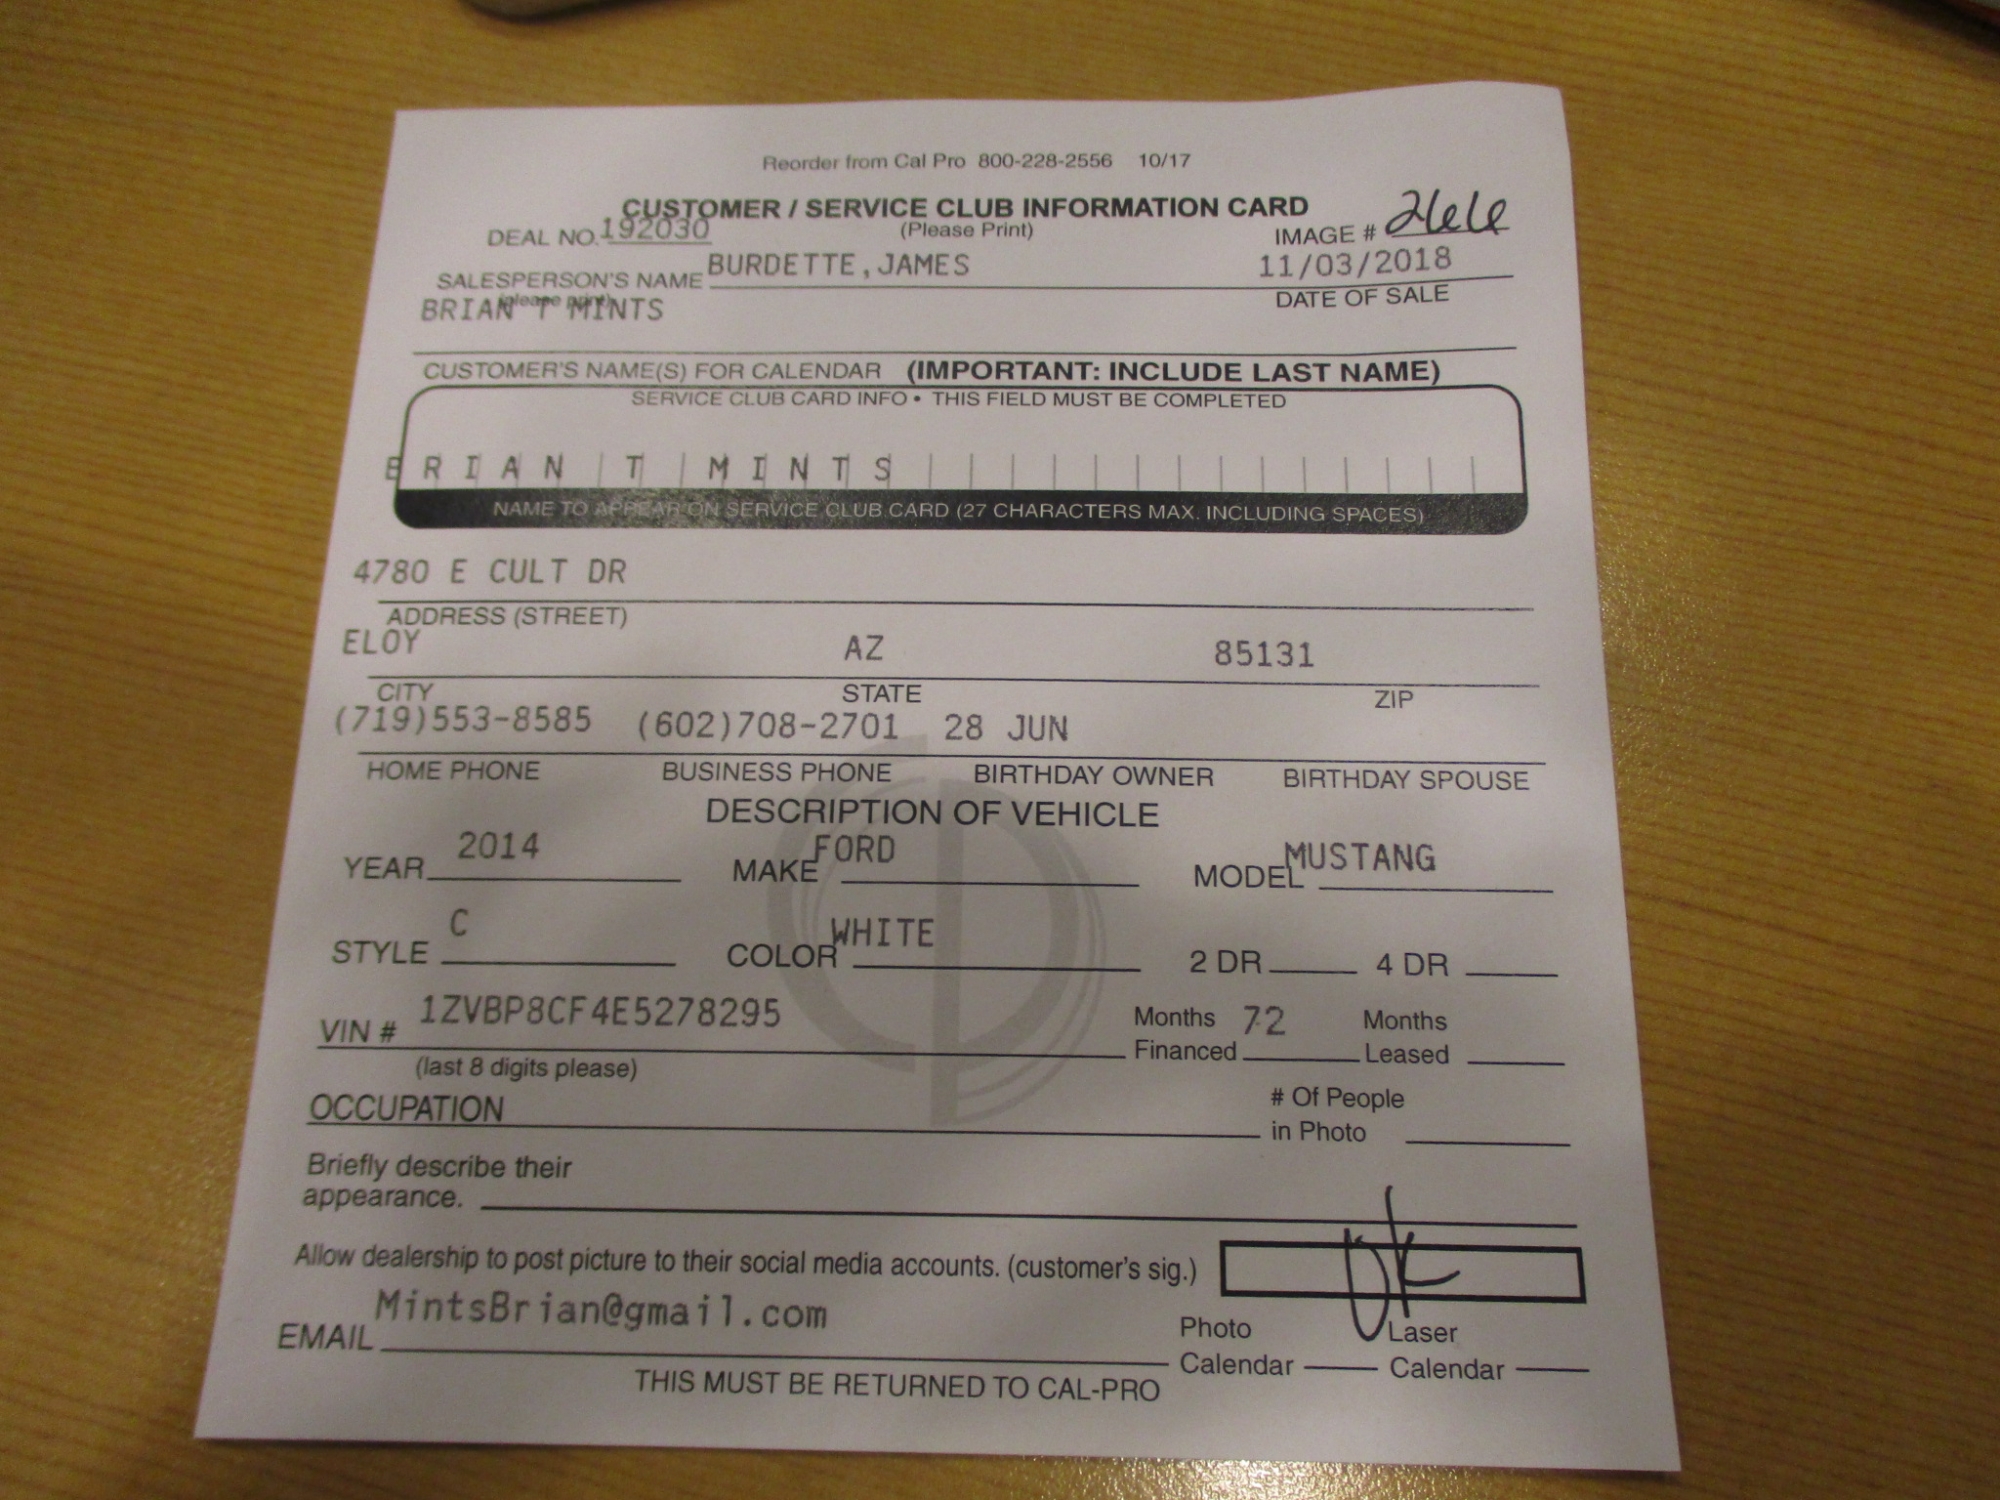 Reorder from Cal Pro 800-228-2556 10/17
CUSTOMER / SERVICE CLUB INFORMATION CARD
DEAL NO. 192030 (Please Print) IMAGE #
SALESPERSON'S NAME BURDETTE,JAMES 11/03/2018
(please print) DATE OF SALE
BRIAN T MINTS
CUSTOMER'S NAME(S) FOR CALENDAR (IMPORTANT: INCLUDE LAST NAME)
SERVICE CLUB CARD INFO • THIS FIELD MUST BE COMPLETED
BRIAN T MINTS
NAME TO APPEAR ON SERVICE CLUB CARD (27 CHARACTERS MAX. INCLUDING SPACES)
4780 E CULT DR
ADDRESS (STREET)
ELOY AZ 85131
CITY STATE ZIP
(719)553-8585 (602)708-2701 28 JUN
HOME PHONE BUSINESS PHONE BIRTHDAY OWNER BIRTHDAY SPOUSE
DESCRIPTION OF VEHICLE
YEAR 2014 MAKE FORD MODEL MUSTANG
STYLE C COLOR WHITE 2 DR 4 DR
VIN # 1ZVBP8CF4E5278295 Months Financed 72 Months Leased
(last 8 digits please)
OCCUPATION # Of People in Photo
Briefly describe their
appearance.
Allow dealership to post picture to their social media accounts. (customer's sig.)
EMAIL MintsBrian@gmail.com Photo Calendar Laser Calendar
THIS MUST BE RETURNED TO CAL-PRO